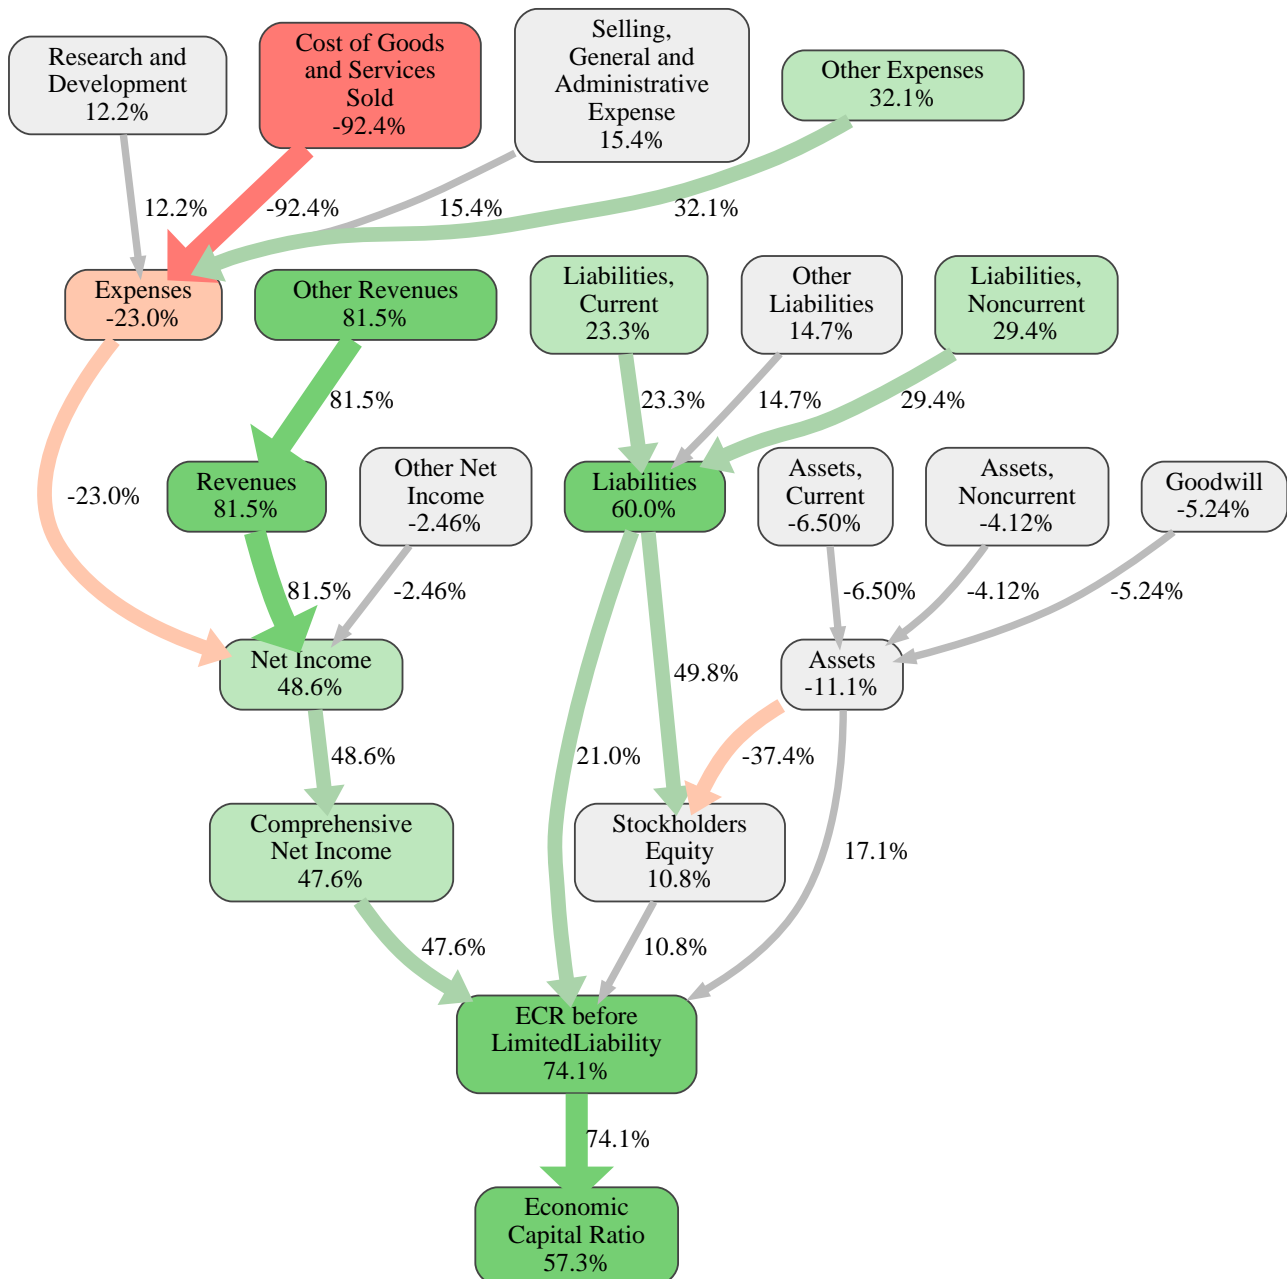 Research and
Development
12.2%
Cost of Goods
and Services
Sold
-92.4%
Selling,
General and
Administrative
Expense
15.4%
Other Expenses
32.1%
12.2%
-92.4%
15.4%
32.1%
Expenses
-23.0%
Other Revenues
81.5%
Liabilities,
Current
23.3%
Other
Liabilities
14.7%
Liabilities,
Noncurrent
29.4%
81.5%
23.3%
14.7%
29.4%
-23.0%
Revenues
81.5%
Other Net
Income
-2.46%
Liabilities
60.0%
Assets,
Current
-6.50%
Assets,
Noncurrent
-4.12%
Goodwill
-5.24%
81.5%
-2.46%
-6.50%
-4.12%
-5.24%
Net Income
48.6%
49.8%
Assets
-11.1%
48.6%
21.0%
-37.4%
Comprehensive
Net Income
47.6%
Stockholders
Equity
10.8%
17.1%
47.6%
10.8%
ECR before
LimitedLiability
74.1%
74.1%
Economic
Capital Ratio
57.3%